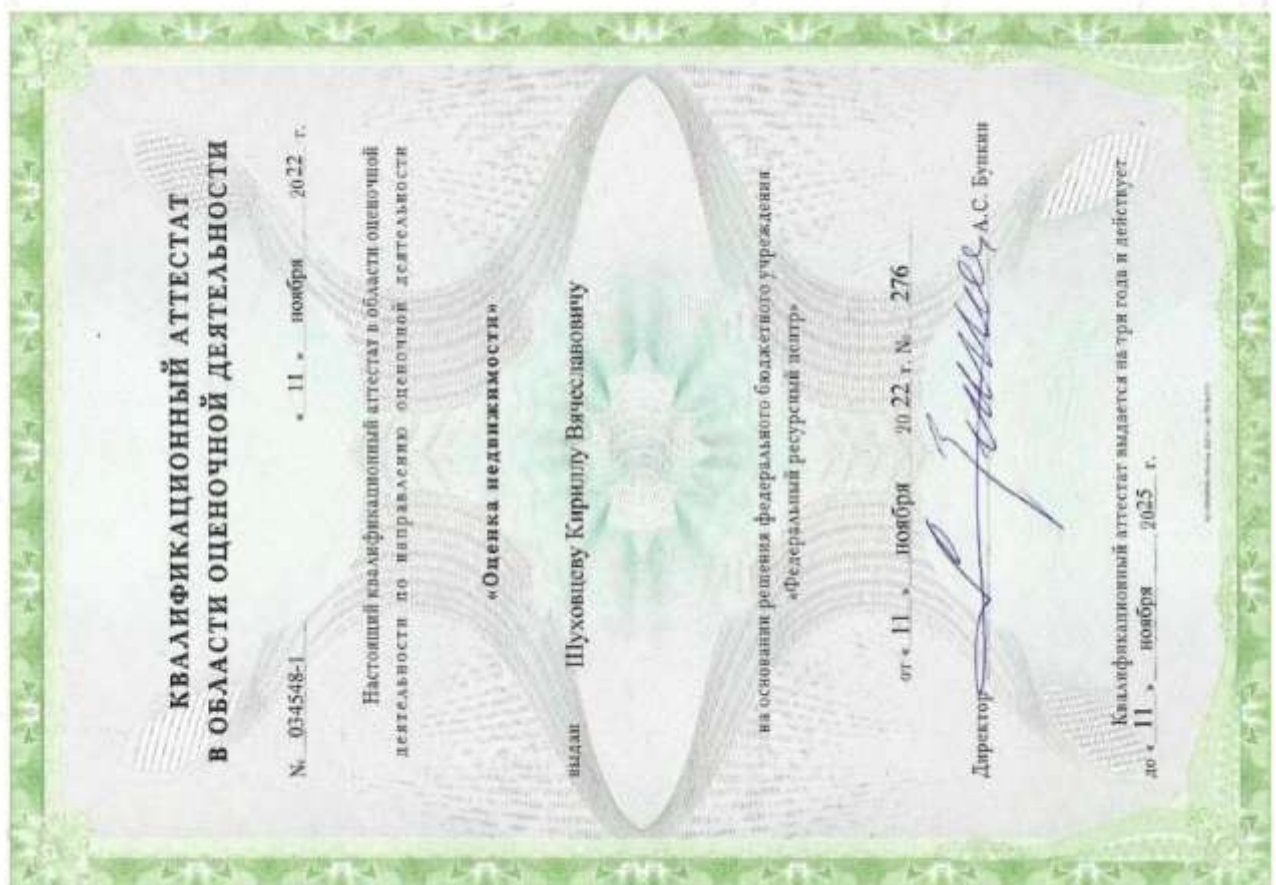 КВАЛИФИКАЦИОННЫЙ АТТЕСТАТ
В ОБЛАСТИ ОЦЕНОЧНОЙ ДЕЯТЕЛЬНОСТИ
№ 034548-1 « 11 » ноября 2022 г.
Настоящий квалификационный аттестат в области оценочной
деятельности по направлению оценочной деятельности
«Оценка недвижимости»
выдан Шуховцеву Кириллу Вячеславовичу
на основании решения федерального бюджетного учреждения
«Федеральный ресурсный центр»
от « 11 » ноября 20 22 г. № 276
Директор А.С. Бункин
Квалификационный аттестат выдается на три года и действует
до « 11 » ноября 2025 г.